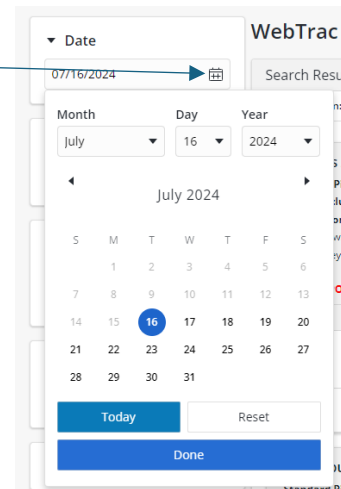 Date
WebTrac
07/16/2024
Search Resu
Month Day Year
July 16 2024
July 2024
S M T W T F S
1 2 3 4 5 6
7 8 9 10 11 12 13
14 15 16 17 18 19 20
21 22 23 24 25 26 27
28 29 30 31
Today Reset
Done